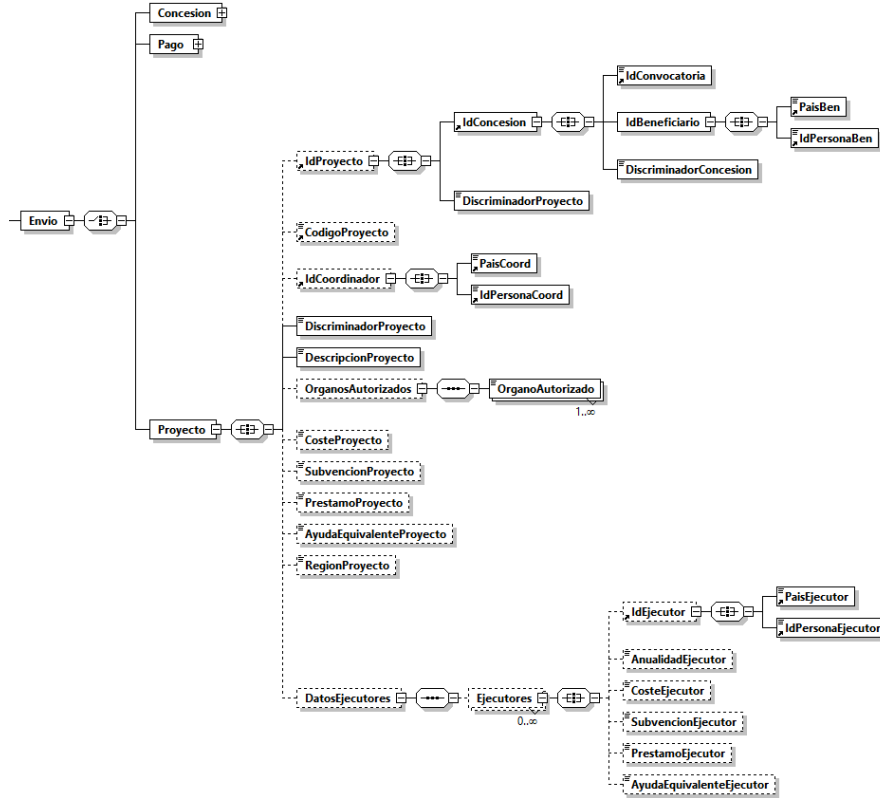 Concesion
Pago
IdConvocatoria
PaisBen
IdConcesion
IdBeneficiario
IdPersonaBen
IdProyecto
DiscriminadorConcesion
DiscriminadorProyecto
Envio
CodigoProyecto
PaisCoord
IdCoordinador
IdPersonaCoord
DiscriminadorProyecto
DescripcionProyecto
OrganosAutorizados
OrganoAutorizado
1..∞
Proyecto
CosteProyecto
SubvencionProyecto
PrestamoProyecto
AyudaEquivalenteProyecto
RegionProyecto
PaisEjecutor
IdEjecutor
IdPersonaEjecutor
AnualidadEjecutor
CosteEjecutor
DatosEjecutores
Ejecutores
0..∞
SubvencionEjecutor
PrestamoEjecutor
AyudaEquivalenteEjecutor